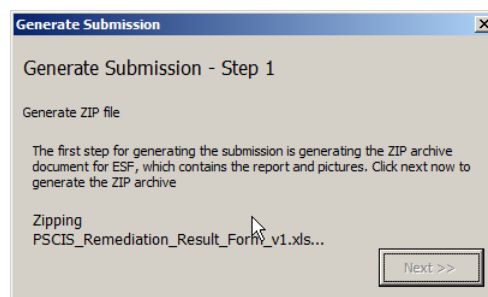 Generate Submission
Generate Submission - Step 1
Generate ZIP file
The first step for generating the submission is generating the ZIP archive
document for ESF, which contains the report and pictures. Click next now to
generate the ZIP archive
Zipping
PSCIS_Remediation_Result_Form_v1.xls...
Next >>